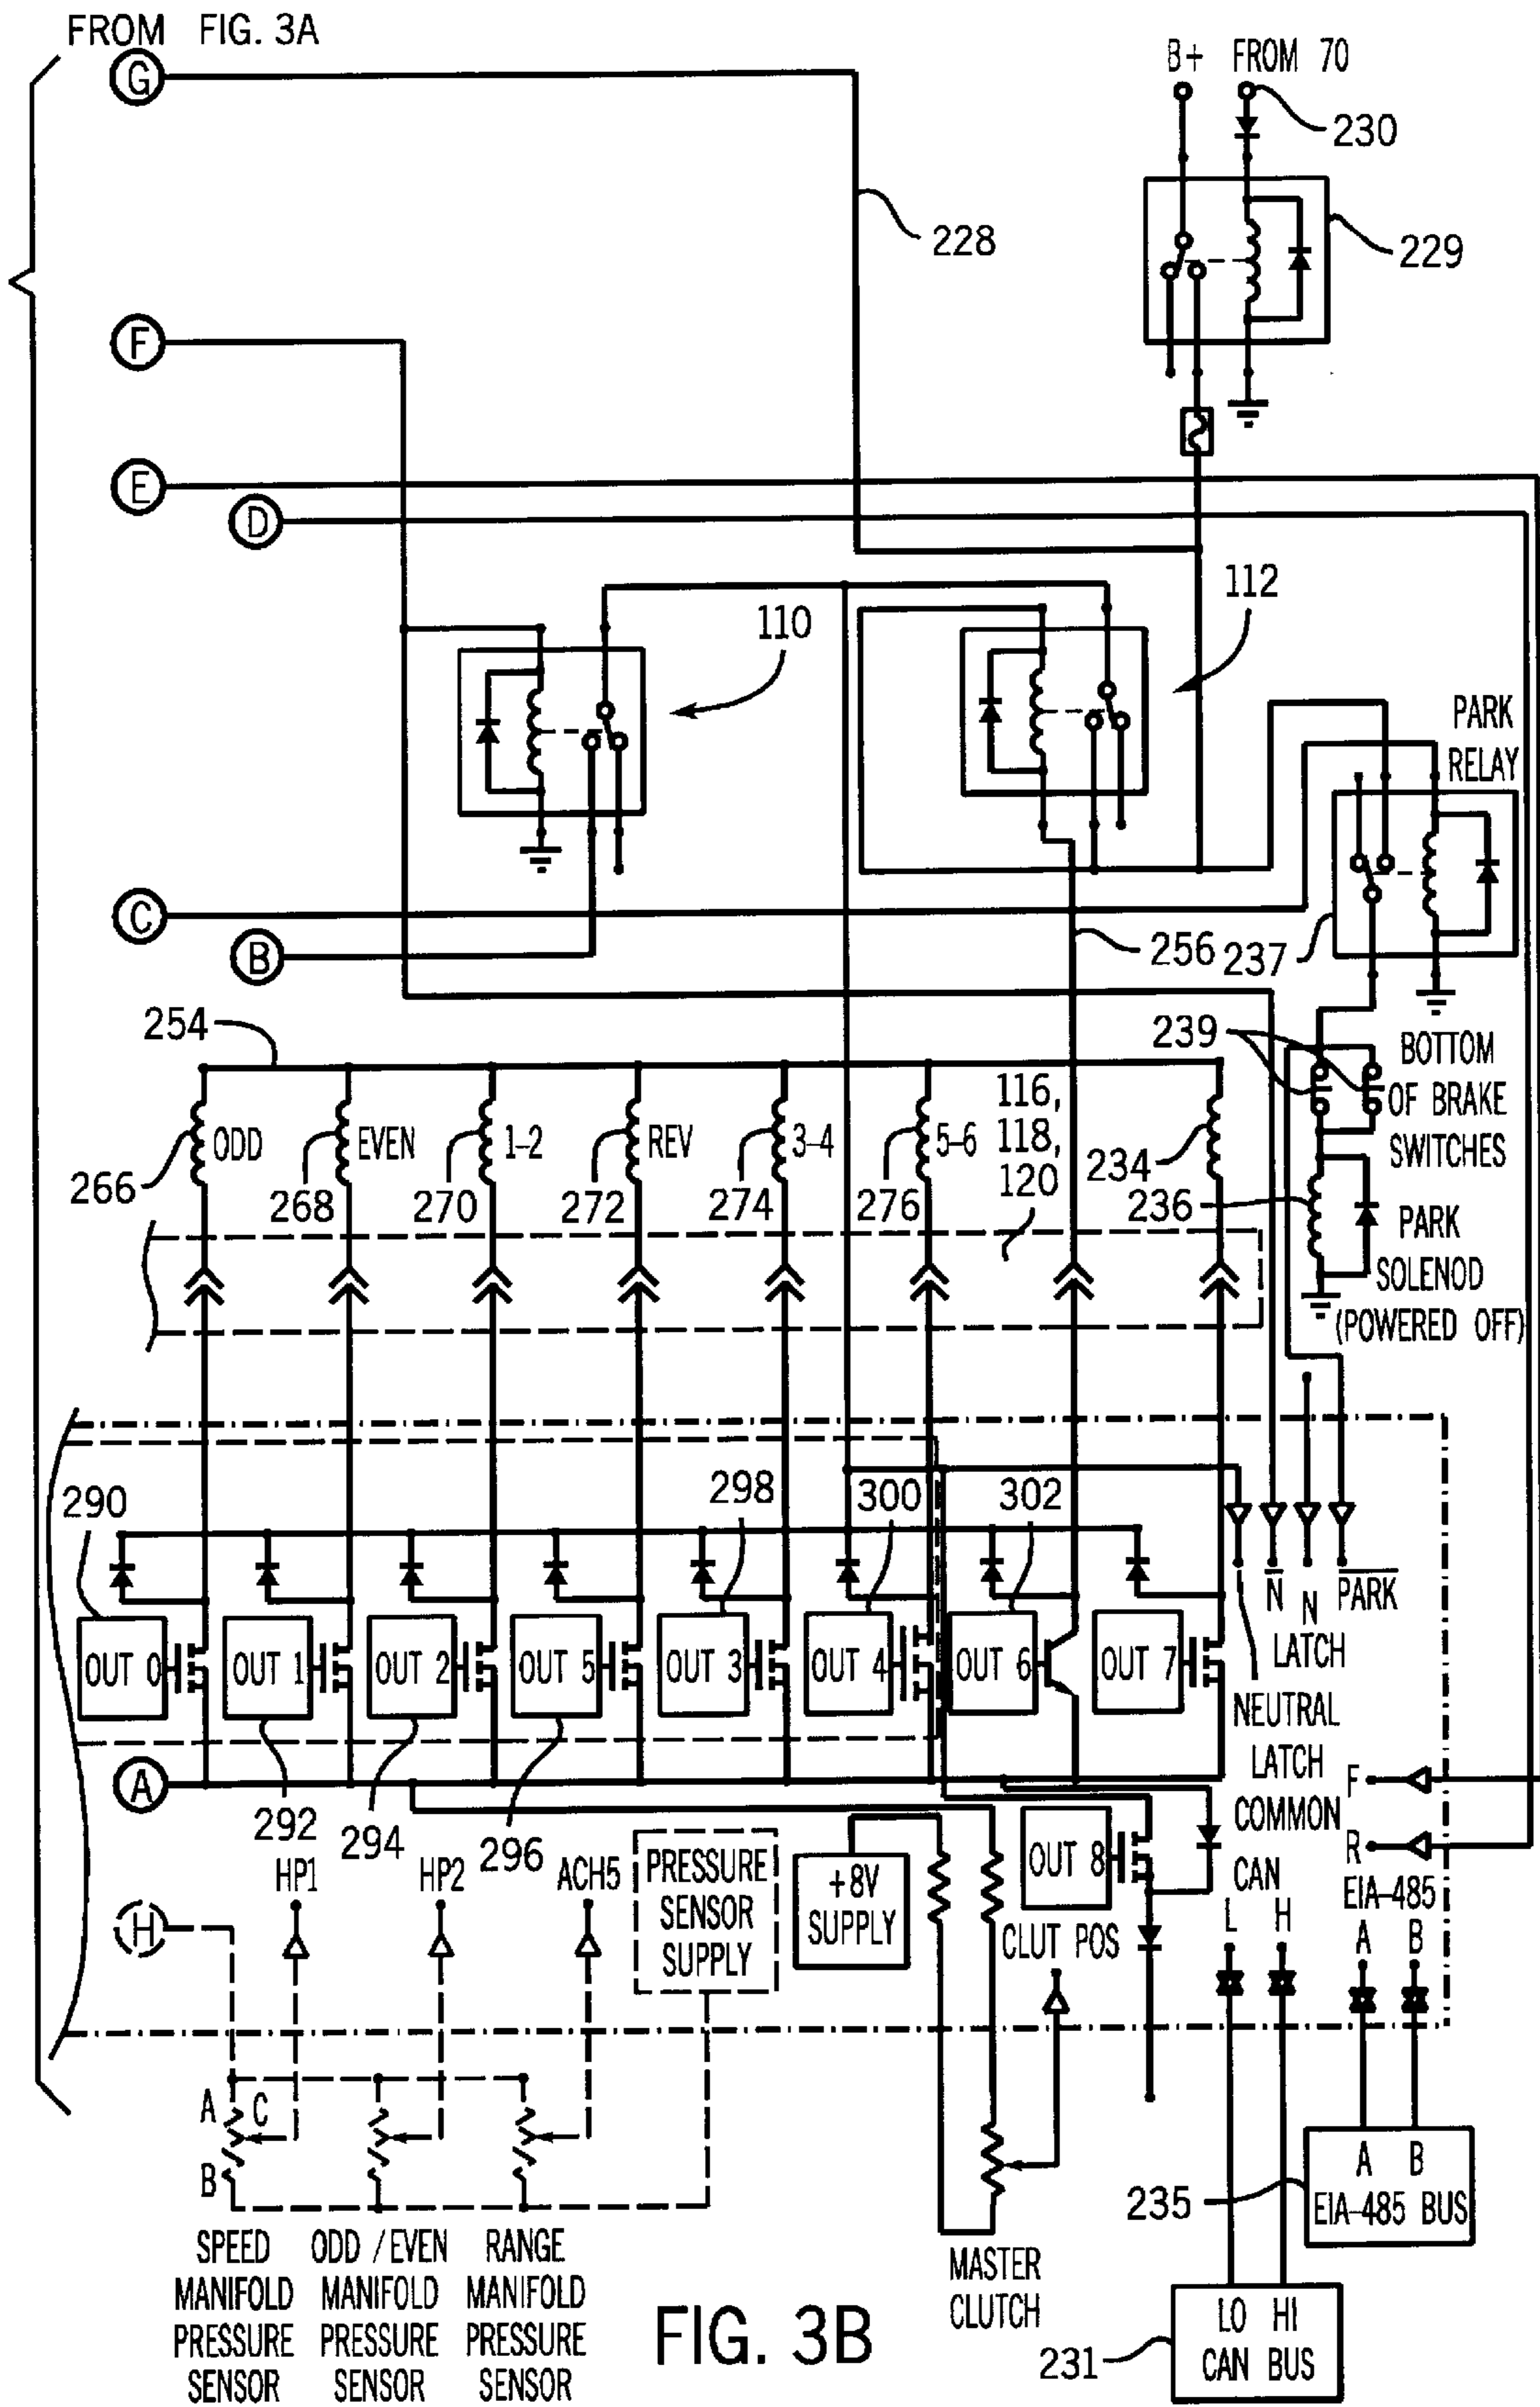 FROM FIG. 3A
G
B+ FROM 70
230
228
229
F
E
D
110
112
PARK
RELAY
C
B
256
237
254
239
BOTTOM
OF BRAKE
SWITCHES
116,
118,
120
ODD
EVEN
1-2
REV
3-4
5-6
234
266
268
270
272
274
276
236
PARK
SOLENOD
(POWERED OFF)
290
298
300
302
N
N
PARK
LATCH
OUT 0
OUT 1
OUT 2
OUT 5
OUT 3
OUT 4
OUT 6
OUT 7
NEUTRAL
LATCH
COMMON
A
292
294
296
F
R
HP1
HP2
ACH5
PRESSURE
SENSOR
SUPPLY
+8V
SUPPLY
OUT 8
CAN
L H
EIA-485
A B
H
CLUT POS
A C
B
A B
EIA-485 BUS
235
SPEED
MANIFOLD
PRESSURE
SENSOR
ODD / EVEN
MANIFOLD
PRESSURE
SENSOR
RANGE
MANIFOLD
PRESSURE
SENSOR
MASTER
CLUTCH
FIG. 3B
231
LO HI
CAN BUS